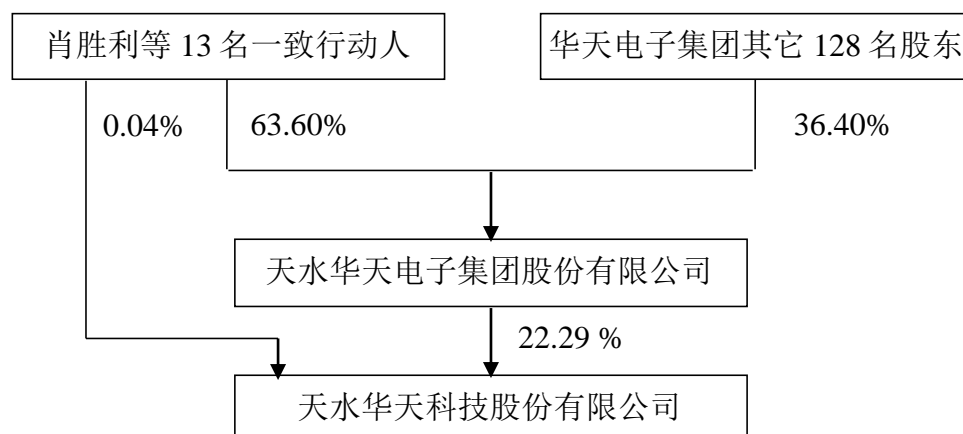 肖胜利等 13 名一致行动人
华天电子集团其它 128 名股东
0.04%
63.60%
36.40%
天水华天电子集团股份有限公司
22.29 %
天水华天科技股份有限公司